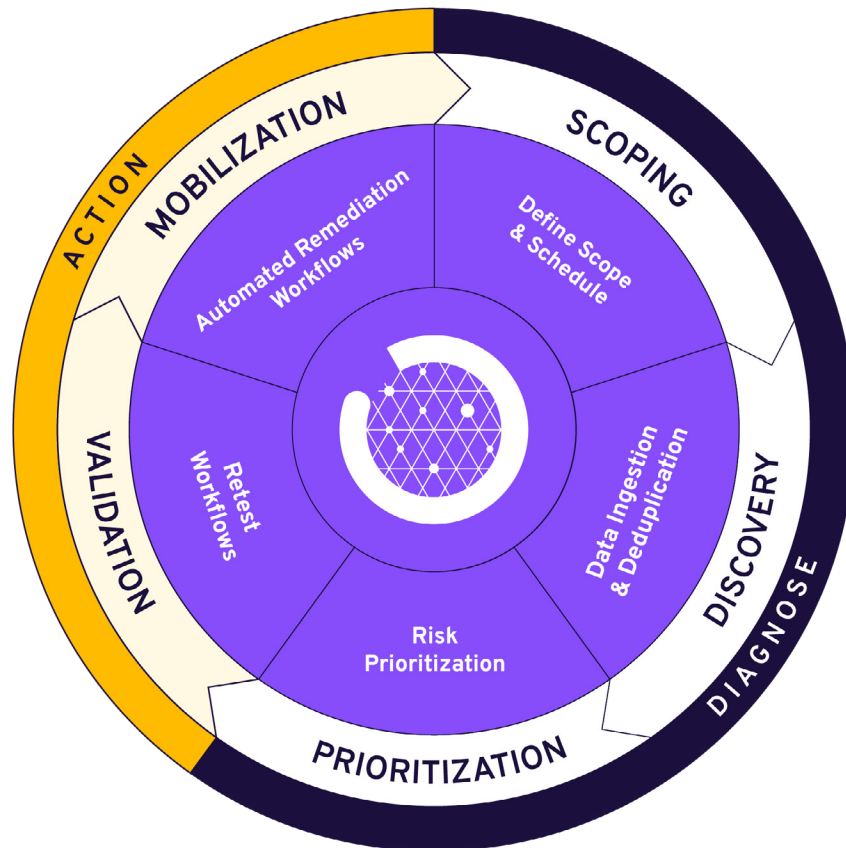 ACTION
MOBILIZATION
SCOPING
Automated Remediation
Workflows
Define Scope
& Schedule
VALIDATION
Retest
Workflows
Data Ingestion
& Deduplication
DISCOVERY
DIAGNOSE
Risk
Prioritization
PRIORITIZATION